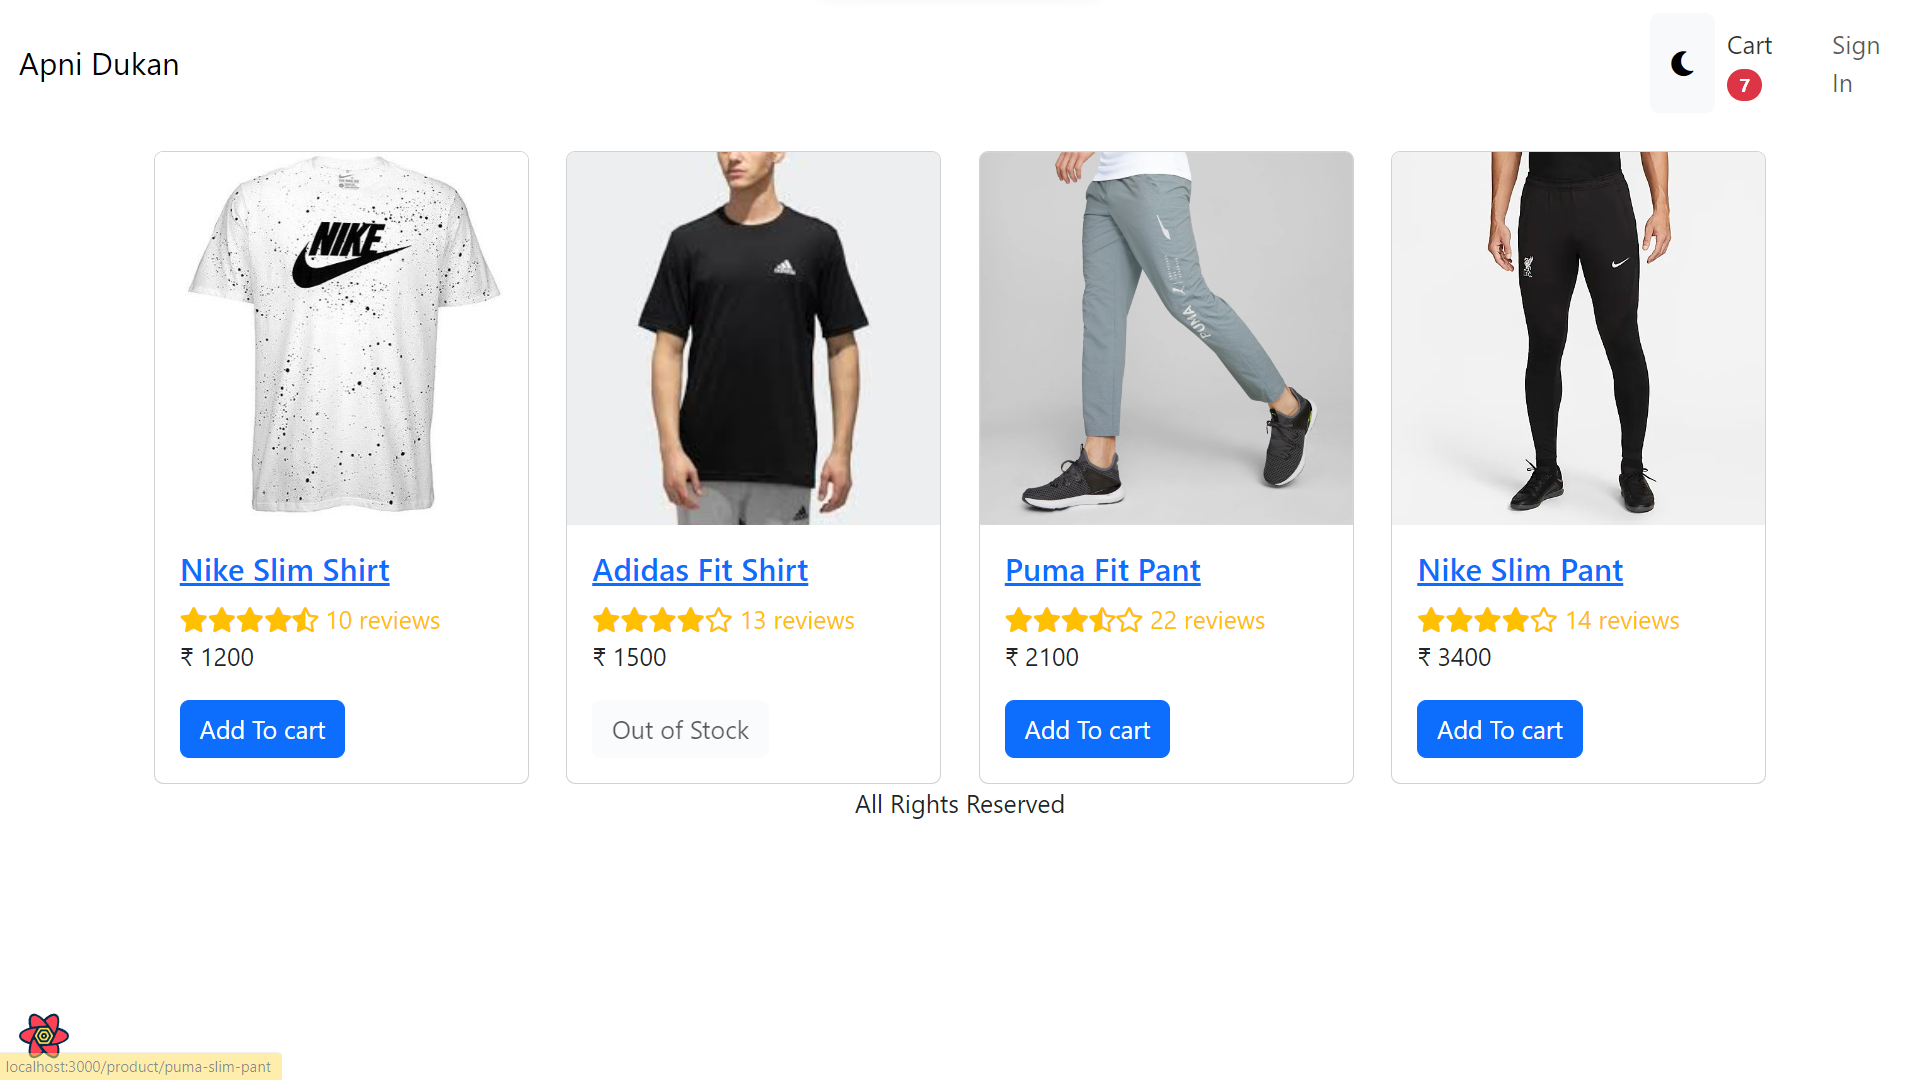 Apni Dukan
Cart
7
Sign
In
NIKE
adidas
PUMA
Nike Slim Shirt
10 reviews
₹ 1200
Add To cart
Adidas Fit Shirt
13 reviews
₹ 1500
Out of Stock
Puma Fit Pant
22 reviews
₹ 2100
Add To cart
Nike Slim Pant
14 reviews
₹ 3400
Add To cart
All Rights Reserved
localhost:3000/product/puma-slim-pant